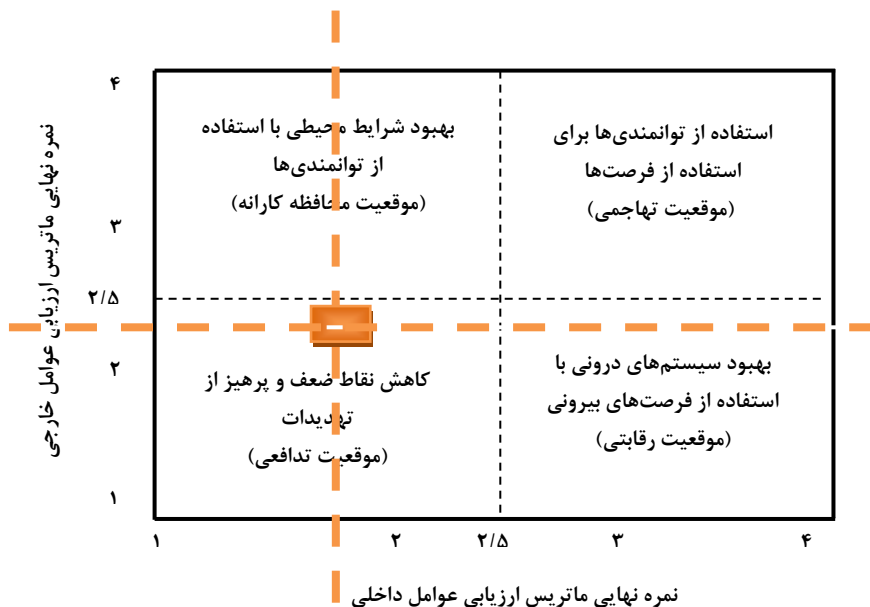 نمره نهایی ماتریس ارزیابی عوامل خارجی
۴
۳
۲/۵
۲
۱
استفاده از توانمندی‌ها برای
استفاده از فرصت‌ها
(موقعیت تهاجمی)
بهبود شرایط محیطی با استفاده
از توانمندی‌ها
(موقعیت محافظه کارانه)
بهبود سیستم‌های درونی با
استفاده از فرصت‌های بیرونی
(موقعیت رقابتی)
کاهش نقاط ضعف و پرهیز از
تهدیدات
(موقعیت تدافعی)
۱
۲
۲/۵
۳
۴
نمره نهایی ماتریس ارزیابی عوامل داخلی